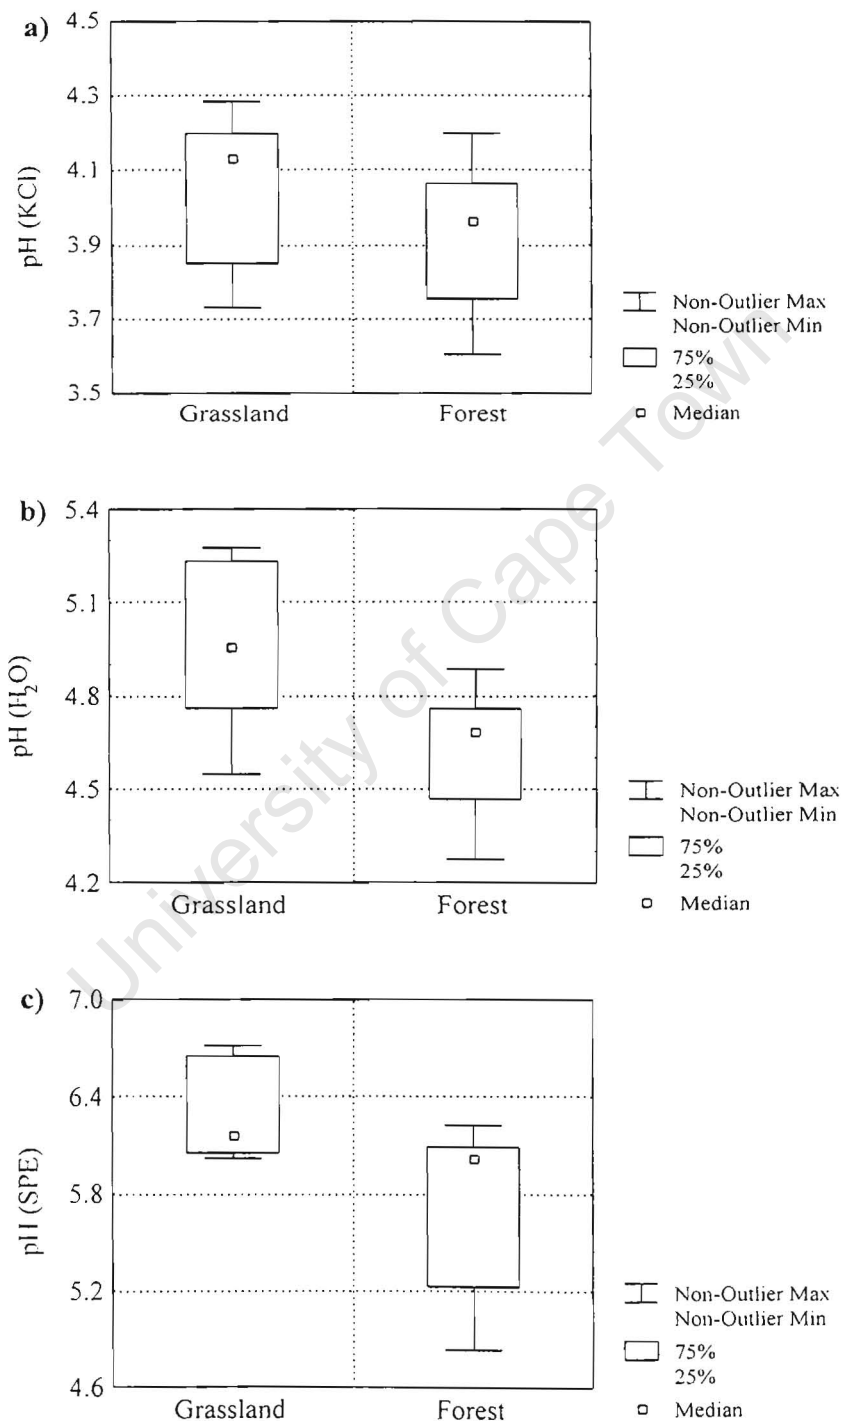 a)
4.5
4.3
4.1
3.9
3.7
3.5
pH (KCl)
Grassland Forest
Non-Outlier Max
Non-Outlier Min
75%
25%
Median
b)
5.4
5.1
4.8
4.5
4.2
pH (H₂O)
Grassland Forest
Non-Outlier Max
Non-Outlier Min
75%
25%
Median
c)
7.0
6.4
5.8
5.2
4.6
pH (SPE)
Grassland Forest
Non-Outlier Max
Non-Outlier Min
75%
25%
Median
University of Cape Town